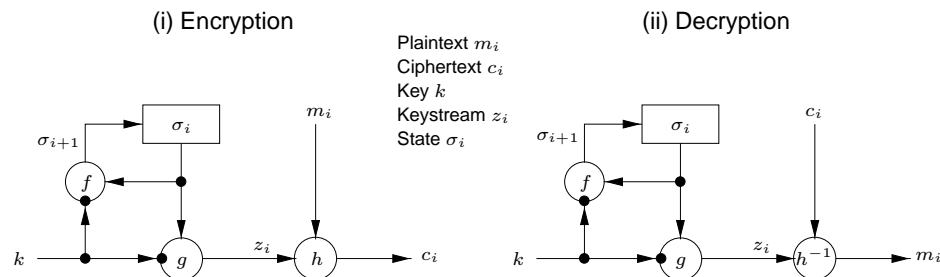 (i) Encryption
(ii) Decryption
Plaintext m_i
Ciphertext c_i
Key k
Keystream z_i
State σ_i
σ_i
m_i
σ_{i+1}
f
k
g
z_i
h
c_i
σ_i
c_i
σ_{i+1}
f
k
g
z_i
h^{-1}
m_i